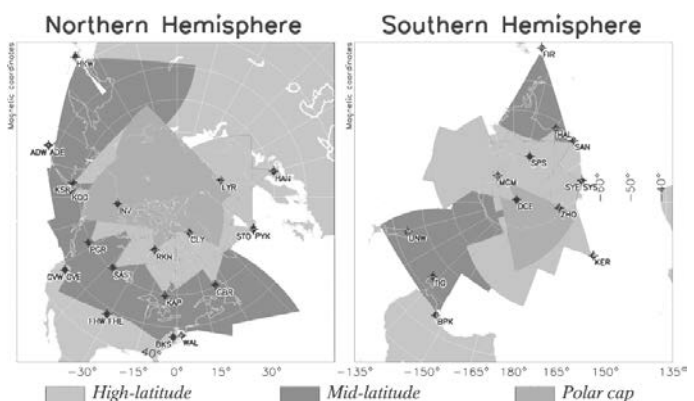 Northern Hemisphere
Southern Hemisphere
Magnetic coordinates
HKW
ADW ADE
KSR
KOD
INV
PGR
CVW CVE
SAS
FHW FHL
BKS
WAL
KAP
GBR
RKN
CLY
LYR
HAN
STO PYK
40°
-30° -15° 0° 15° 30°
Magnetic coordinates
FIR
HAL
SAN
SPS
MCM
SYE SYS
DCE
ZHO
KER
UNW
TIG
BPK
-60° -50° -40°
-135° -150° -165° 180° 165° 150° 135°
High-latitude
Mid-latitude
Polar cap